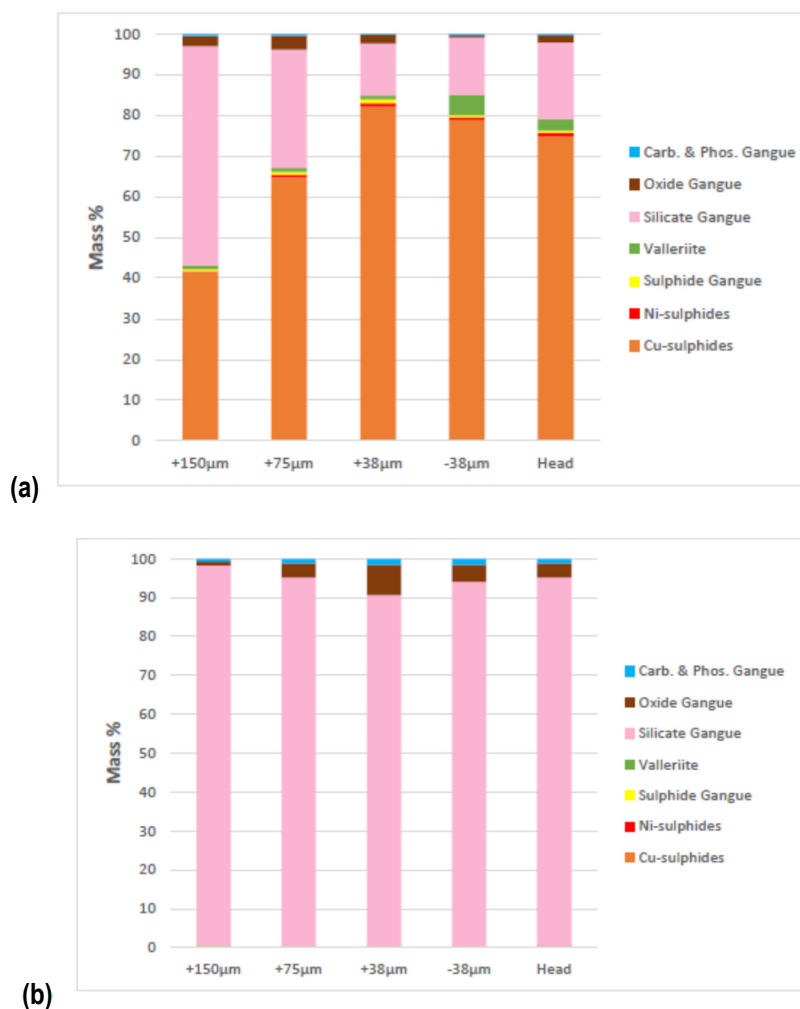 100
90
80
70
60
50
40
30
20
10
0
Mass %
+150µm +75µm +38µm -38µm Head
Carb. & Phos. Gangue
Oxide Gangue
Silicate Gangue
Valleriite
Sulphide Gangue
Ni-sulphides
Cu-sulphides
(a)
100
90
80
70
60
50
40
30
20
10
0
Mass %
+150µm +75µm +38µm -38µm Head
Carb. & Phos. Gangue
Oxide Gangue
Silicate Gangue
Valleriite
Sulphide Gangue
Ni-sulphides
Cu-sulphides
(b)